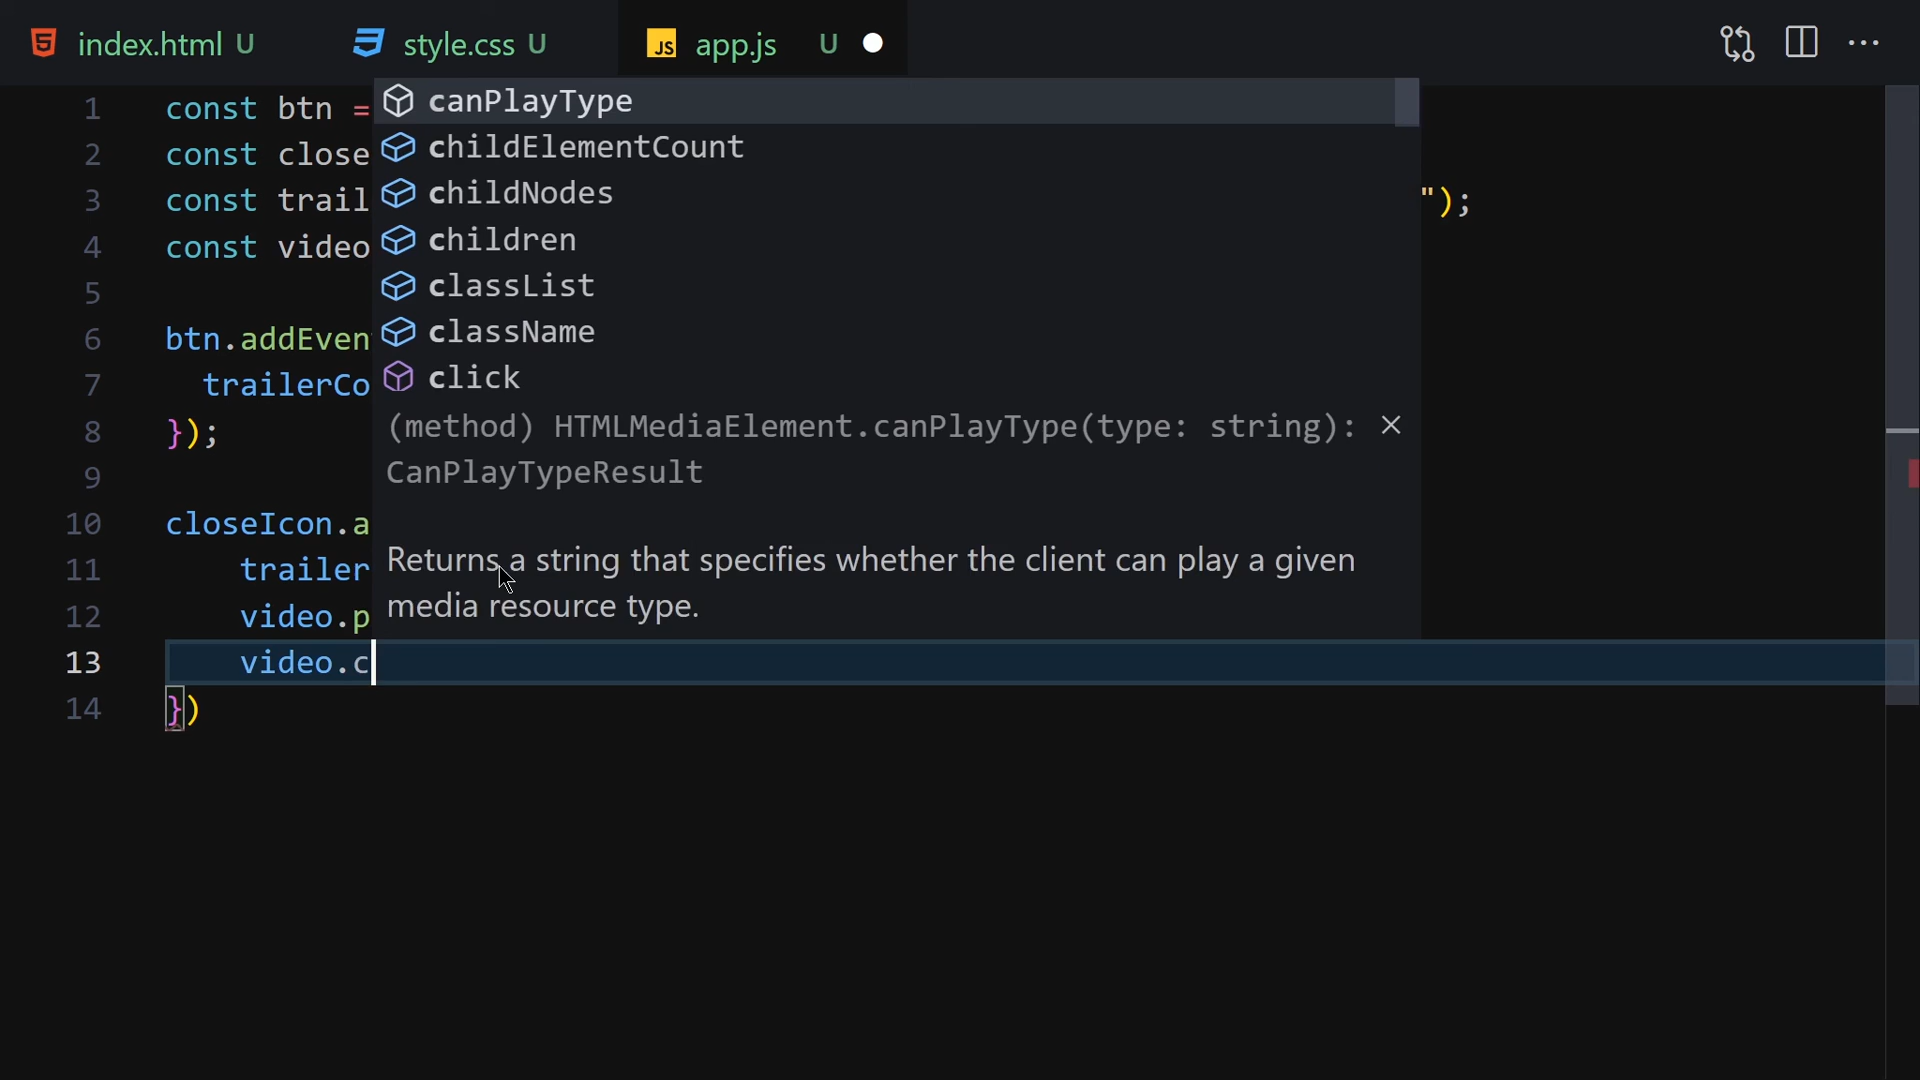 index.html U style.css U JS app.js U
1 const btn = canPlayType
2 const close childElementCount
3 const trail childNodes ");
4 const video children
5 classList
6 btn.addEven className
7 trailerCo click
8 }); (method) HTMLMediaElement.canPlayType(type: string):
9 CanPlayTypeResult
10 closeIcon.a
11 trailer Returns a string that specifies whether the client can play a given
12 video.p media resource type.
13 video.c
14 })